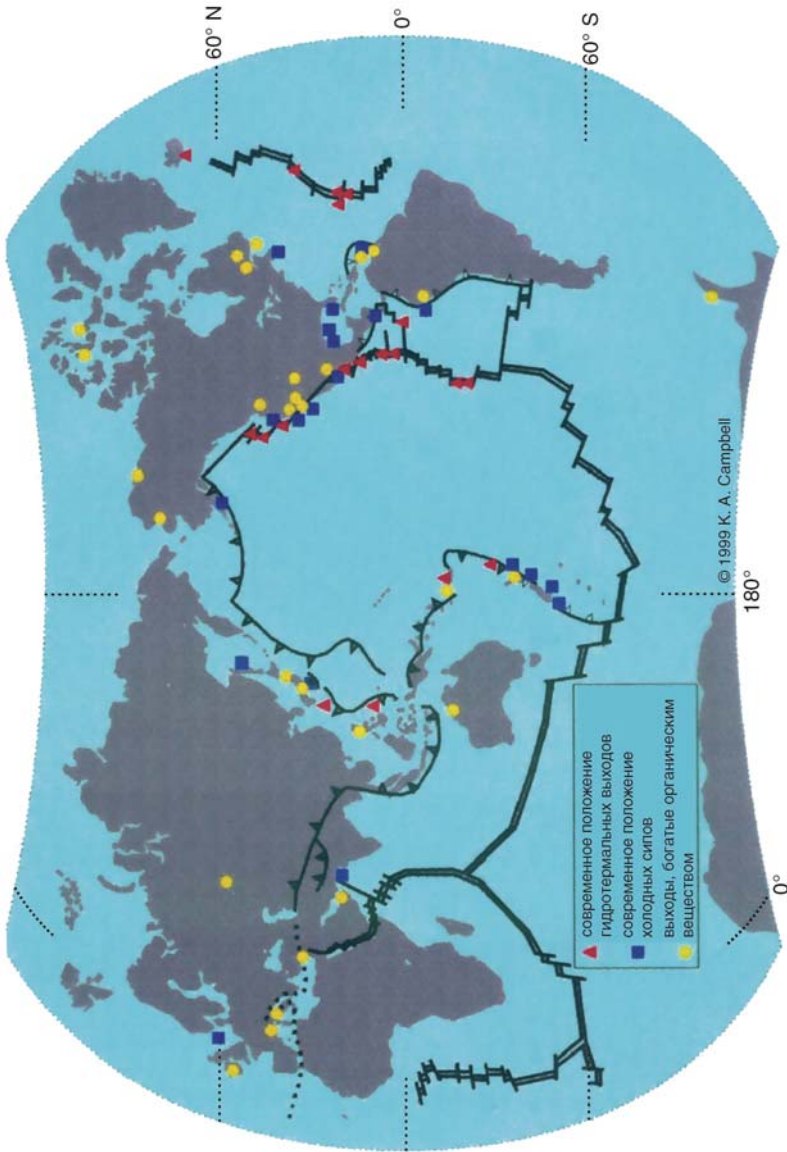 60° N
0°
60° S
© 1999 K. A. Campbell
180°
0°
современное положение
гидротермальных выходов
современное положение
холодных сипов
выходы, богатые органическим
веществом